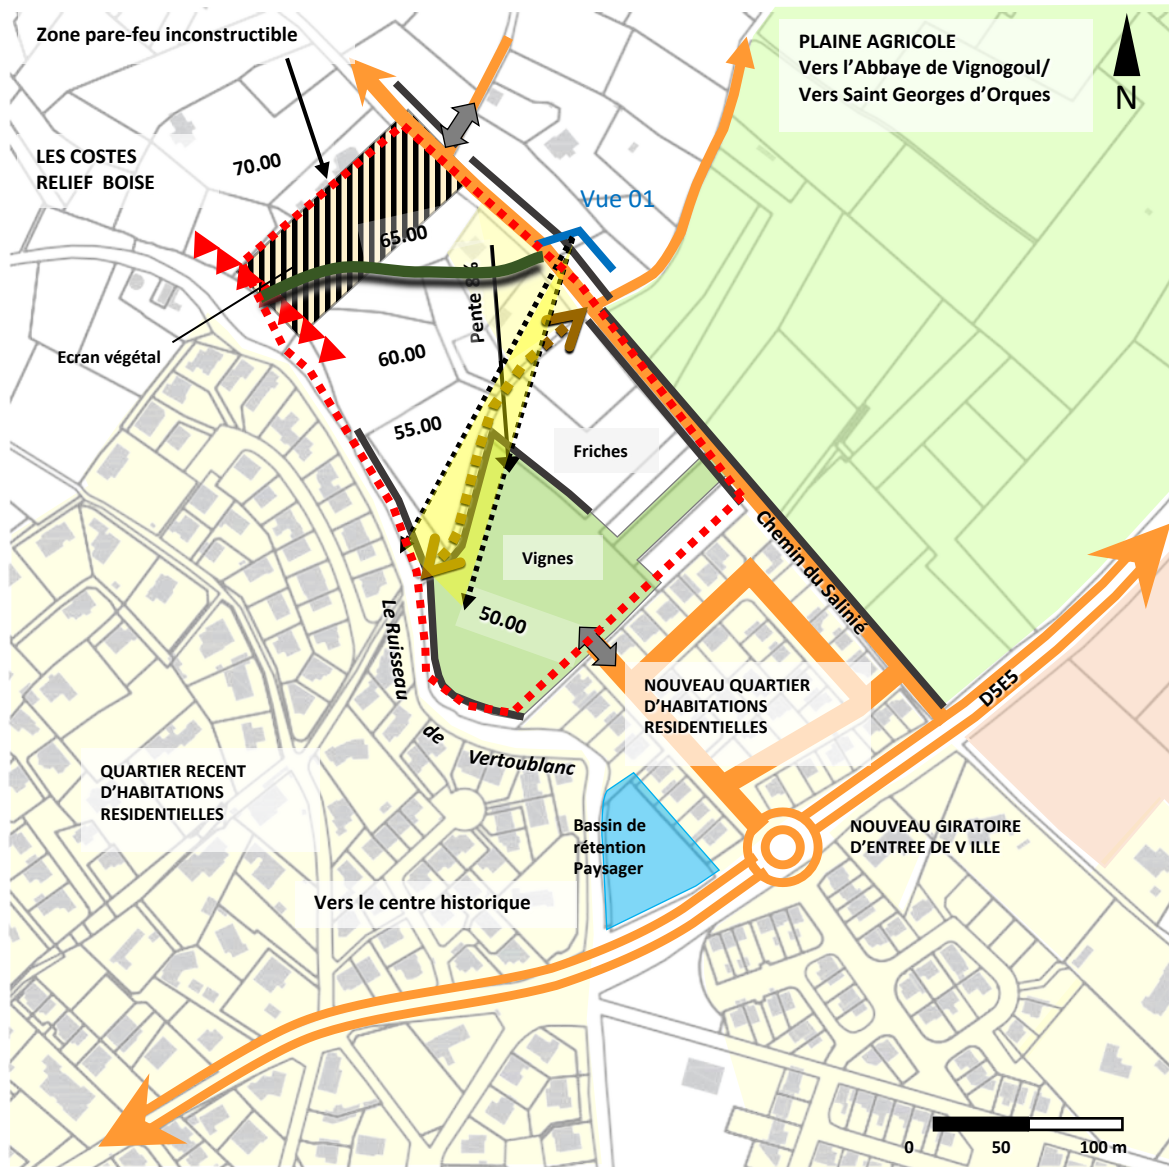 Zone pare-feu inconstructible
PLAINE AGRICOLE
Vers l'Abbaye de Vignogoul/
Vers Saint Georges d'Orques
N
LES COSTES
RELIEF BOISE
70.00
Vue 01
65.00
Pente 8%
Ecran végétal
60.00
55.00
Friches
Vignes
Chemin du Salinié
50.00
Le Ruisseau
de
Vertoublanc
NOUVEAU QUARTIER
D'HABITATIONS
RESIDENTIELLES
D5E5
QUARTIER RECENT
D'HABITATIONS
RESIDENTIELLES
Bassin de
rétention
Paysager
NOUVEAU GIRATOIRE
D'ENTREE DE V ILLE
Vers le centre historique
0 50 100 m